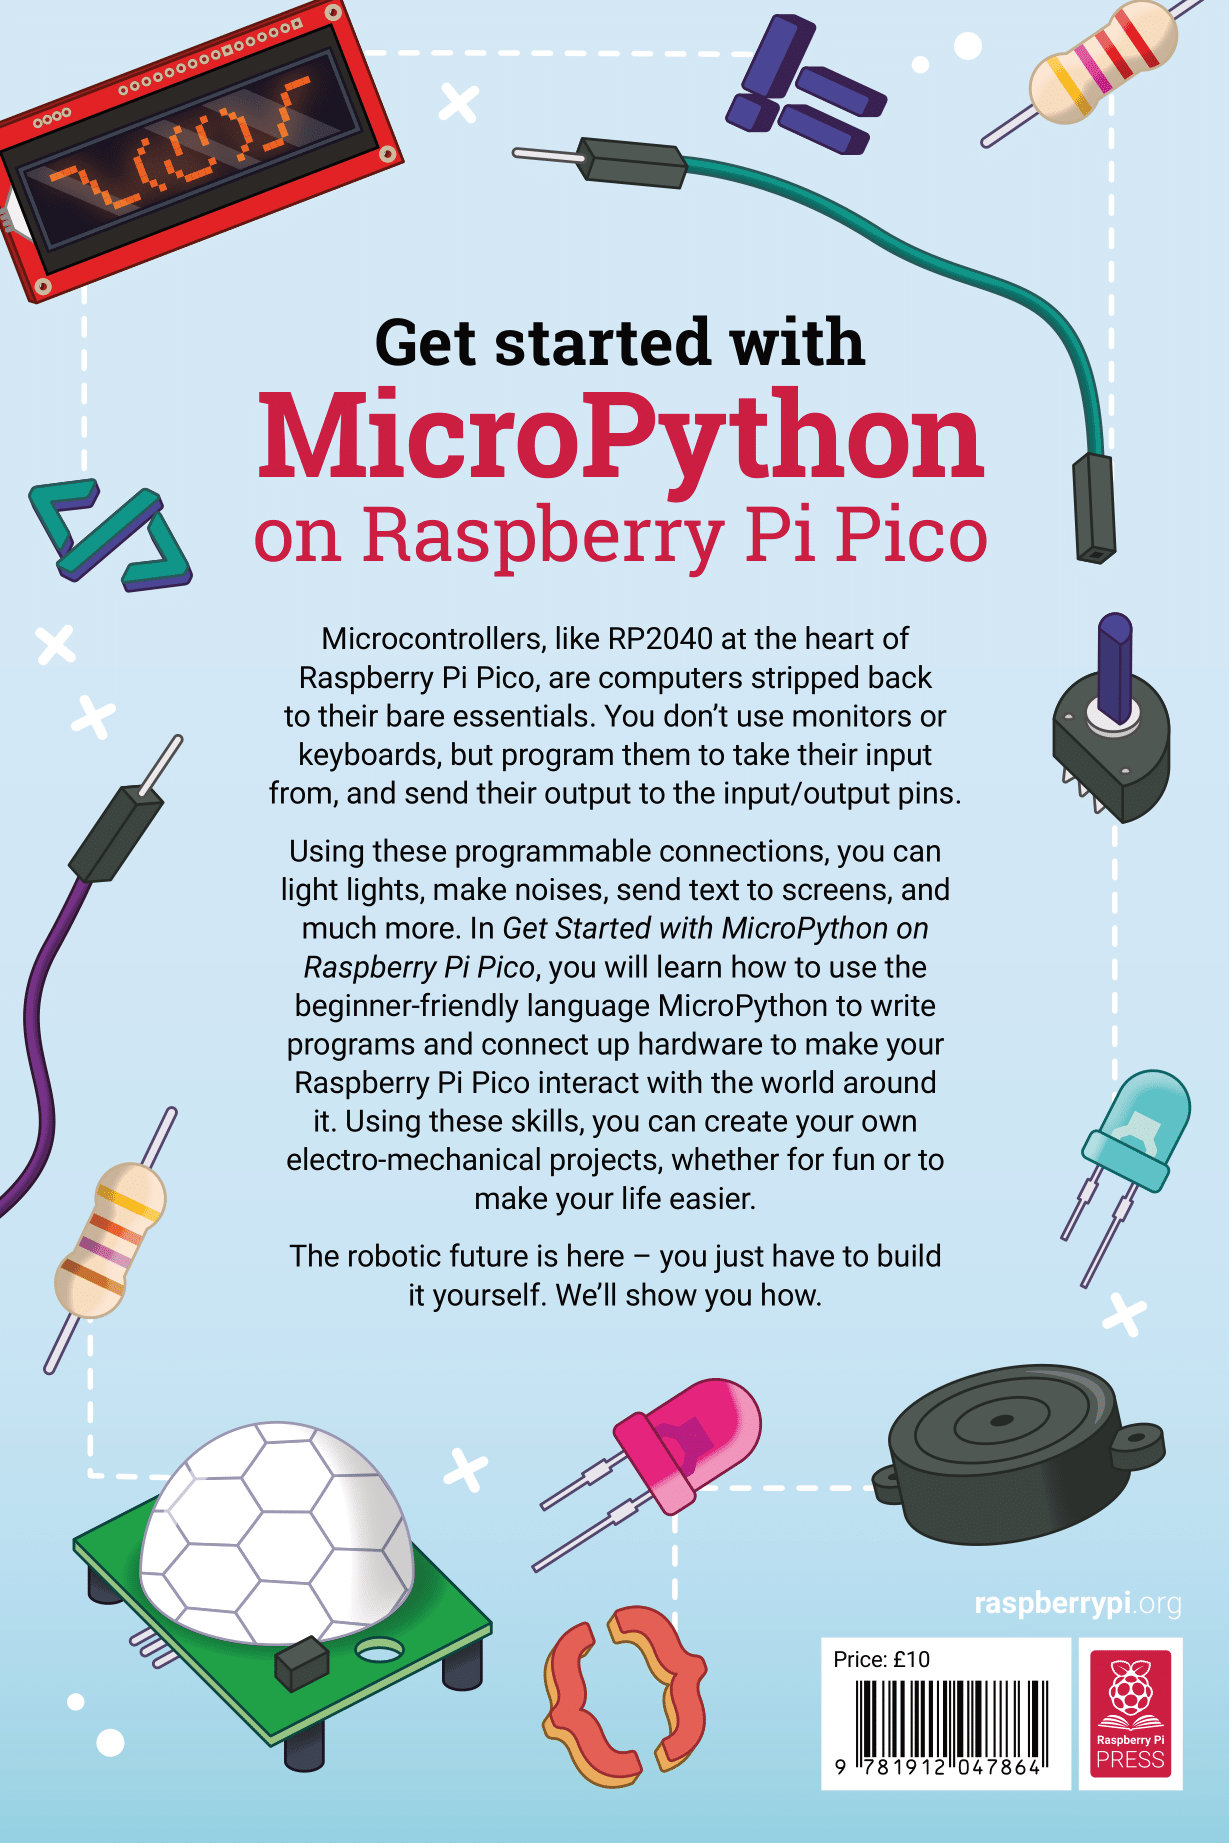 Get started with
MicroPython
on Raspberry Pi Pico
Microcontrollers, like RP2040 at the heart of
Raspberry Pi Pico, are computers stripped back
to their bare essentials. You don’t use monitors or
keyboards, but program them to take their input
from, and send their output to the input/output pins.
Using these programmable connections, you can
light lights, make noises, send text to screens, and
much more. In Get Started with MicroPython on
Raspberry Pi Pico, you will learn how to use the
beginner-friendly language MicroPython to write
programs and connect up hardware to make your
Raspberry Pi Pico interact with the world around
it. Using these skills, you can create your own
electro-mechanical projects, whether for fun or to
make your life easier.
The robotic future is here – you just have to build
it yourself. We’ll show you how.
raspberrypi.org
Price: £10
9 781912 047864
Raspberry Pi
PRESS